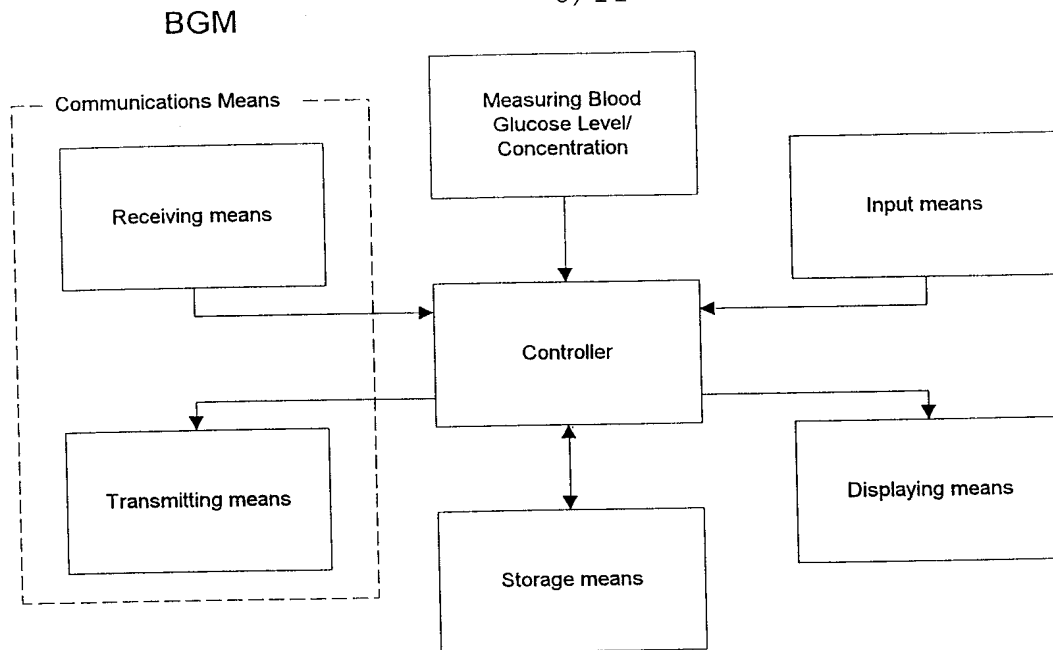 BGM
Communications Means
Measuring Blood
Glucose Level/
Concentration
Receiving means
Input means
Controller
Transmitting means
Displaying means
Storage means